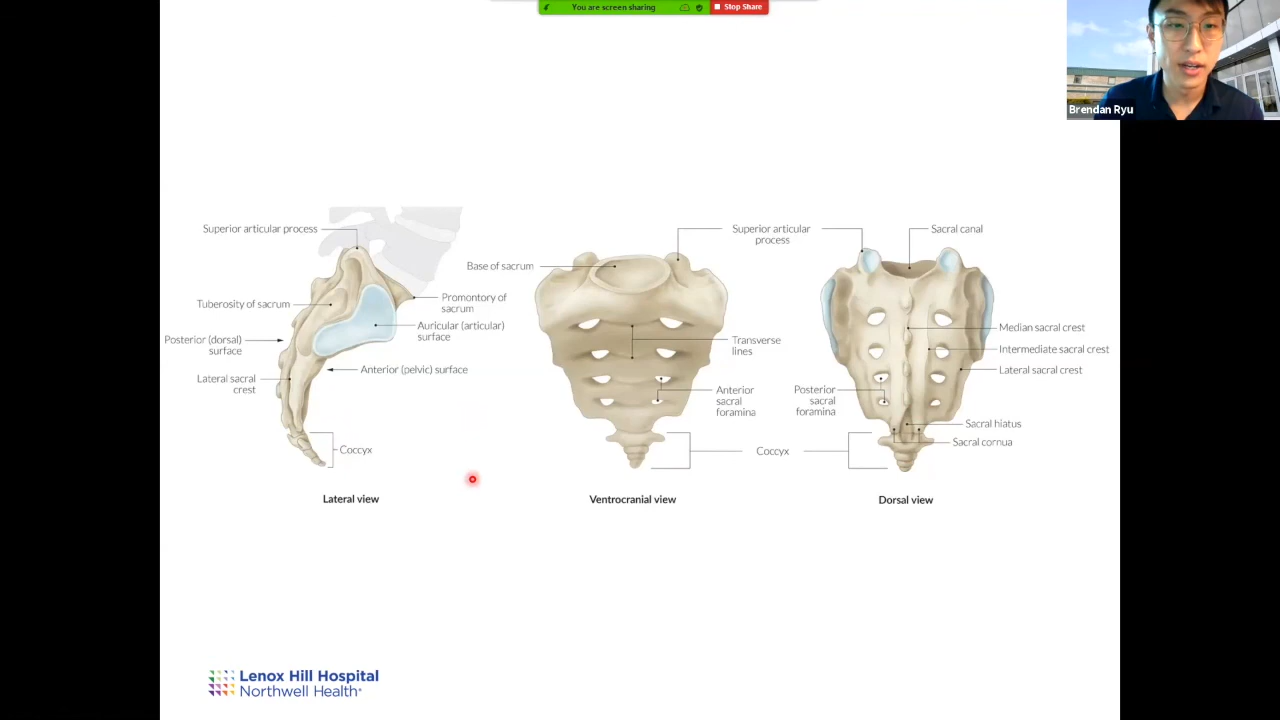 You are screen sharing
Stop Share
Brendan Ryu
Superior articular process
Tuberosity of sacrum
Posterior (dorsal)
surface
Lateral sacral
crest
Promontory of
sacrum
Auricular (articular)
surface
Anterior (pelvic) surface
Coccyx
Lateral view
Base of sacrum
Superior articular
process
Transverse
lines
Anterior
sacral
foramina
Coccyx
Ventrocranial view
Sacral canal
Median sacral crest
Intermediate sacral crest
Lateral sacral crest
Posterior
sacral
foramina
Sacral hiatus
Sacral cornua
Dorsal view
Lenox Hill Hospital
Northwell Health®